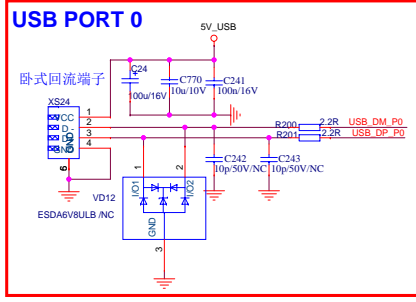 USB PORT 0
5V_USB
C24
100u/16V
C770
10u/10V
C241
100n/16V
卧式回流端子
XS24
VCC
D -
GND
1
2
3
4
6
R200
2.2R
USB_DM_P0
R201
2.2R
USB_DP_P0
C242
10p/50V/NC
C243
10p/50V/NC
1
2
I/O1
I/O2
VD12
ESDA6V8ULB /NC
GND
3